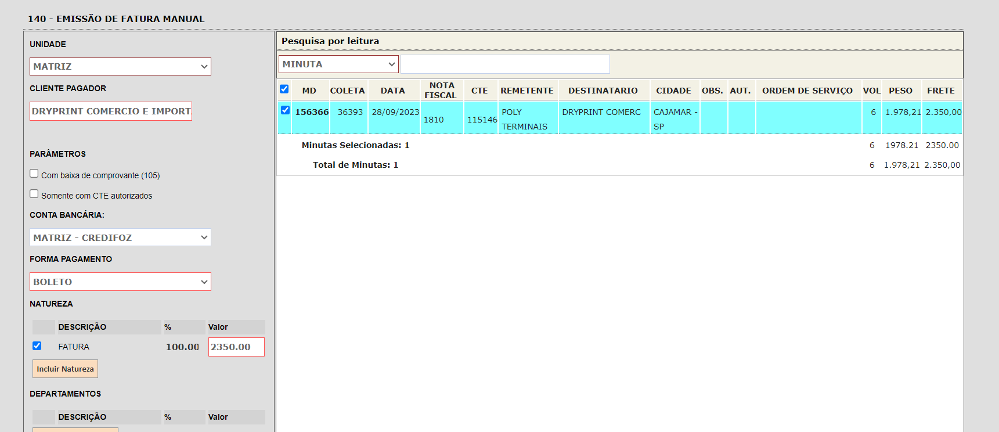 140 - EMISSÃO DE FATURA MANUAL
UNIDADE
MATRIZ
CLIENTE PAGADOR
DRYPRINT COMERCIO E IMPORT
PARÂMETROS
Com baixa de comprovante (105)
Somente com CTE autorizados
CONTA BANCÁRIA:
MATRIZ - CREDIFOZ
FORMA PAGAMENTO
BOLETO
NATUREZA
DESCRIÇÃO % Valor
FATURA 100.00 2350.00
Incluir Natureza
DEPARTAMENTOS
DESCRIÇÃO % Valor
Pesquisa por leitura
MINUTA
MD COLETA DATA NOTA FISCAL CTE REMETENTE DESTINATARIO CIDADE OBS. AUT. ORDEM DE SERVIÇO VOL PESO FRETE
156366 36393 28/09/2023 1810 115146 POLY TERMINAIS DRYPRINT COMERC CAJAMAR - SP 6 1.978,21 2.350,00
Minutas Selecionadas: 1 6 1978.21 2350.00
Total de Minutas: 1 6 1.978,21 2.350,00